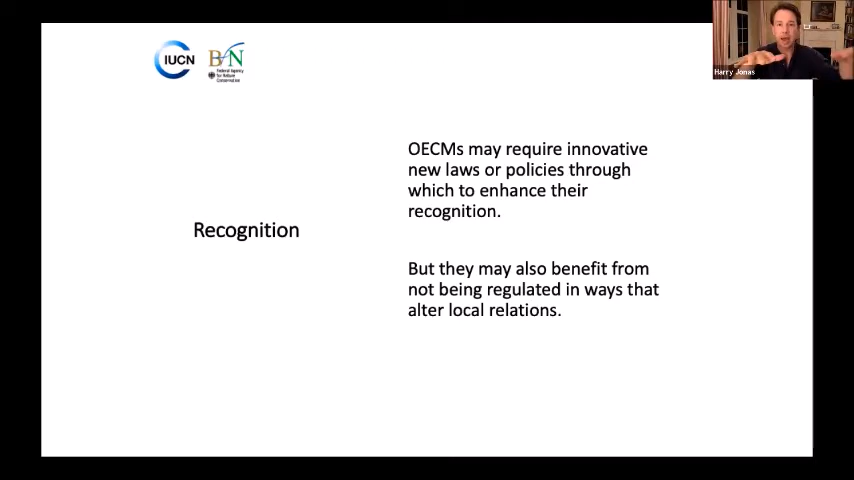 IUCN
BfN
Federal Agency
for Nature
Conservation
Harry Jonas
OECMs may require innovative
new laws or policies through
which to enhance their
recognition.
Recognition
But they may also benefit from
not being regulated in ways that
alter local relations.